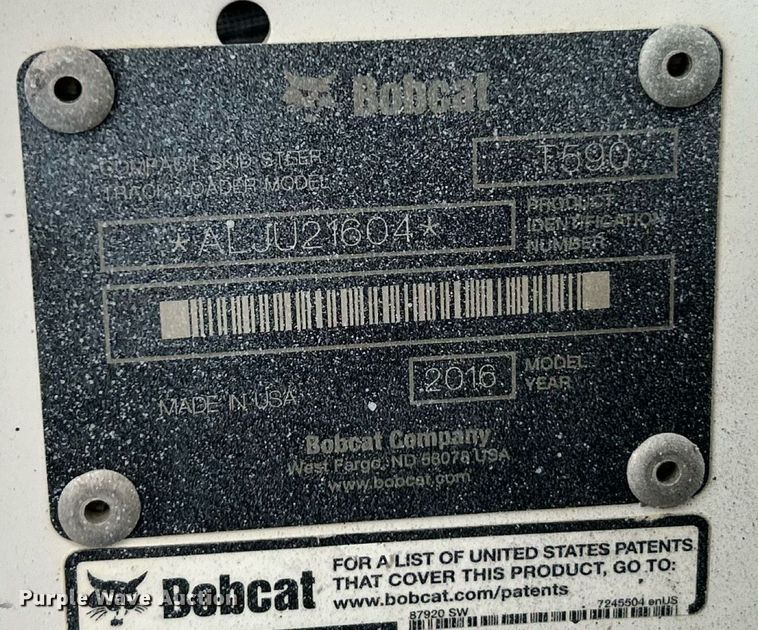 Bobcat
COMPACT SKID STEER
TRACK LOADER MODEL
T590
*ALJU21604*
PRODUCT
IDENTIFICATION
NUMBER
2016
MODEL
YEAR
MADE IN USA
Bobcat Company
West Fargo, ND 58078 USA
www.bobcat.com
Bobcat
FOR A LIST OF UNITED STATES PATENTS
THAT COVER THIS PRODUCT, GO TO:
www.bobcat.com/patents
87920 SW
7245504 enUS
Purple Wave Auction